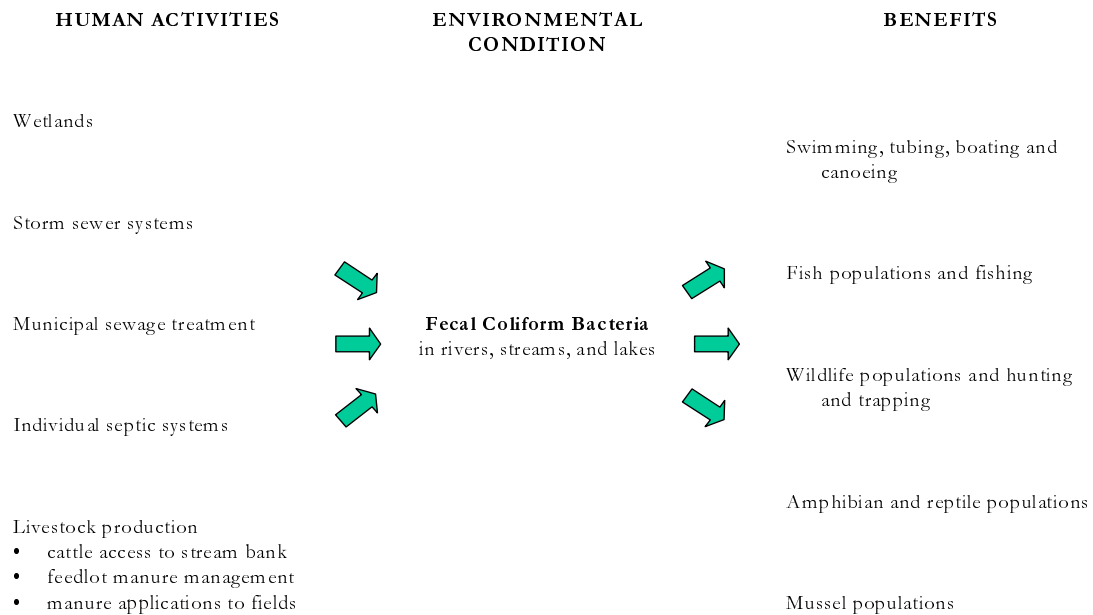 HUMAN ACTIVITIES
Wetlands
Storm sewer systems
Municipal sewage treatment
Individual septic systems
Livestock production
• cattle access to stream bank
• feedlot manure management
• manure applications to fields
ENVIRONMENTAL
CONDITION
Fecal Coliform Bacteria
in rivers, streams, and lakes
BENEFITS
Swimming, tubing, boating and
canoeing
Fish populations and fishing
Wildlife populations and hunting
and trapping
Amphibian and reptile populations
Mussel populations